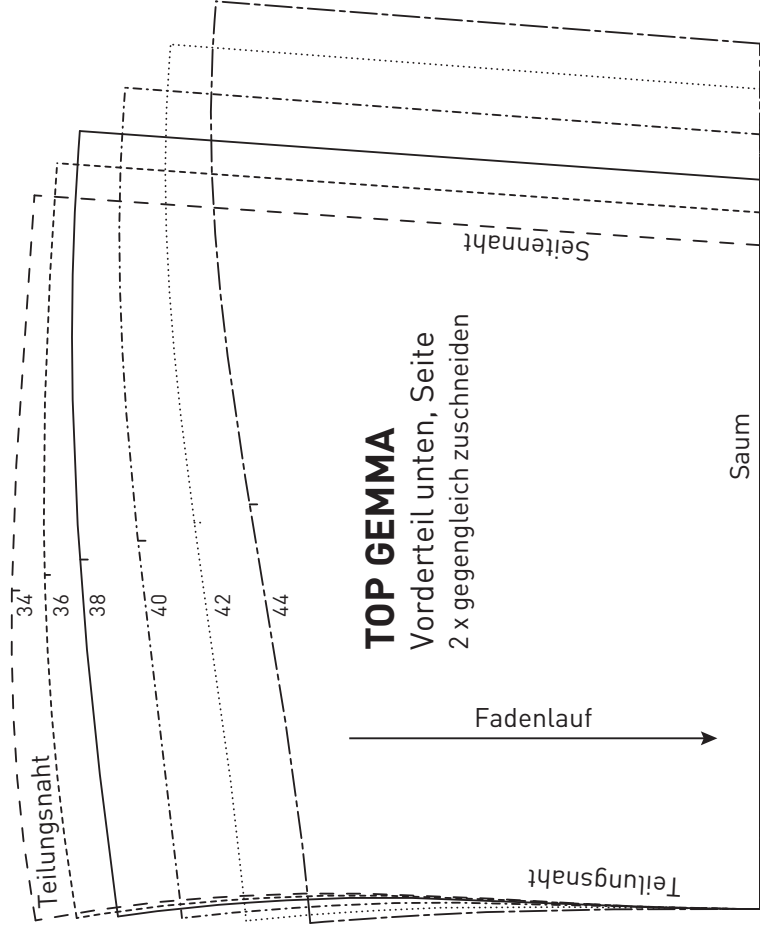 TOP GEMMA
Vorderteil unten, Seite
2 x gegengleich zuschneiden
34
36
38
40
42
44
Teilungsnaht
Seitennaht
Saum
Fadenlauf
Teilungsnaht